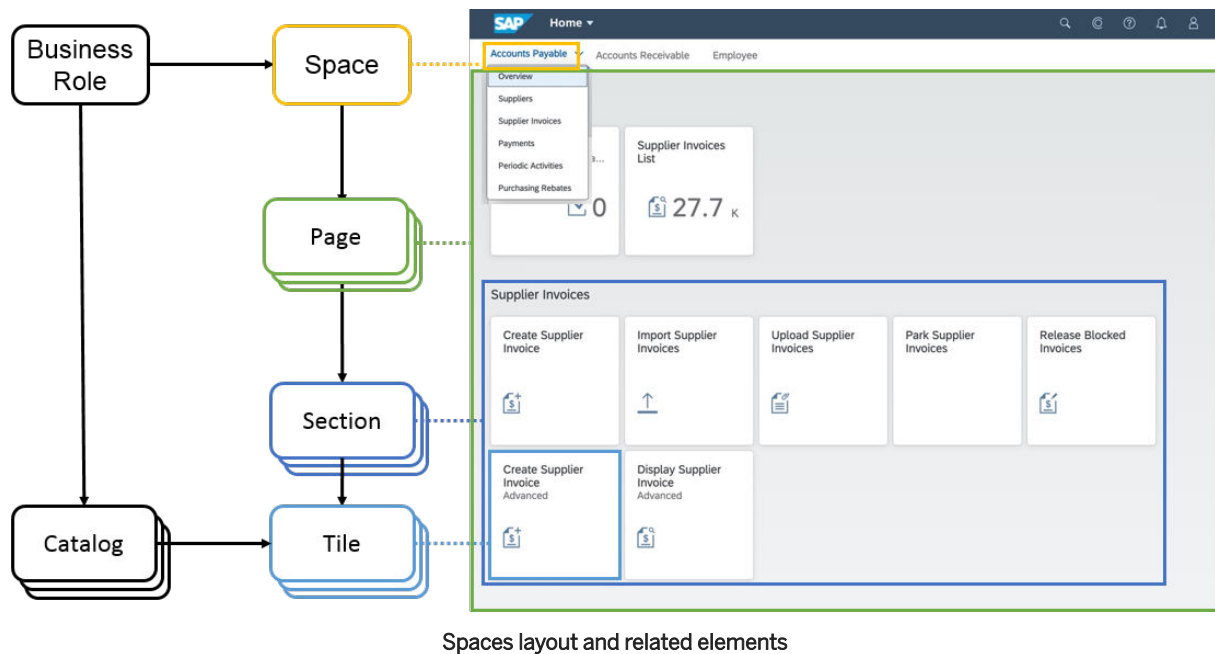 Business
Role
Space
Page
Section
Catalog
Tile
SAP
Home
Accounts Payable
Accounts Receivable
Employee
Overview
Suppliers
Supplier Invoices
Payments
Periodic Activities
Purchasing Rebates
a...
0
Supplier Invoices
List
27.7 K
Supplier Invoices
Create Supplier
Invoice
Import Supplier
Invoices
Upload Supplier
Invoices
Park Supplier
Invoices
Release Blocked
Invoices
Create Supplier
Invoice
Advanced
Display Supplier
Invoice
Advanced
Spaces layout and related elements